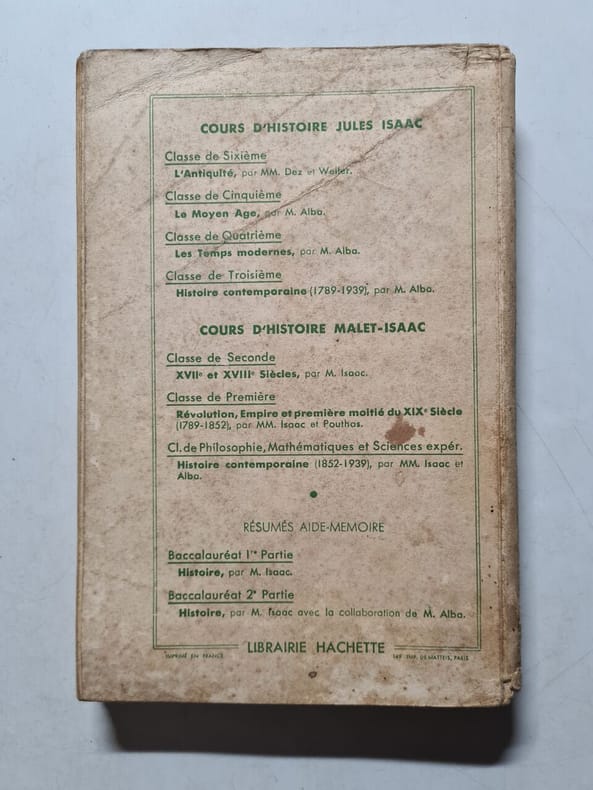 COURS D'HISTOIRE JULES ISAAC
Classe de Sixième
L'Antiquité, par MM. Dez et Weiler.
Classe de Cinquième
Le Moyen Age, par M. Alba.
Classe de Quatrième
Les Temps modernes, par M. Alba.
Classe de Troisième
Histoire contemporaine (1789-1939), par M. Alba.
COURS D'HISTOIRE MALET-ISAAC
Classe de Seconde
XVIIe et XVIIIe Siècles, par M. Isaac.
Classe de Première
Révolution, Empire et première moitié du XIXe Siècle
(1789-1852), par MM. Isaac et Pouthas.
Cl. de Philosophie, Mathématiques et Sciences expér.
Histoire contemporaine (1852-1939), par MM. Isaac et
Alba.
RÉSUMÉS AIDE-MEMOIRE
Baccalauréat 1re Partie
Histoire, par M. Isaac.
Baccalauréat 2e Partie
Histoire, par M. Isaac avec la collaboration de M. Alba.
LIBRAIRIE HACHETTE
IMPRIMÉ EN FRANCE
IMP. DE MATTEIS, PARIS